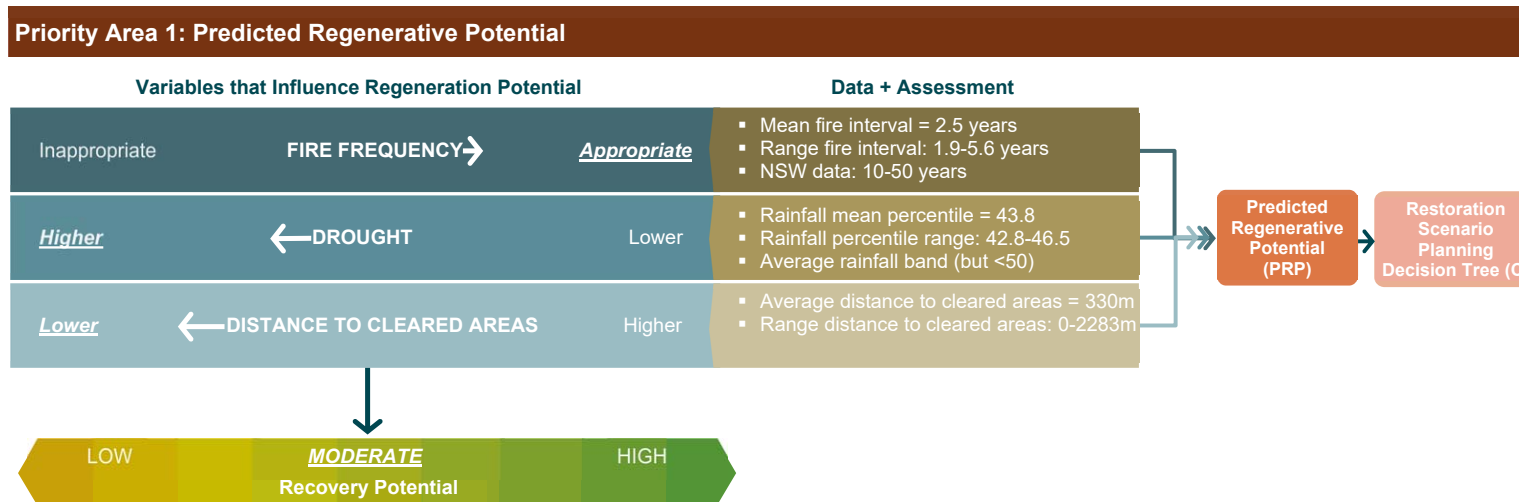 Priority Area 1: Predicted Regenerative Potential
Variables that Influence Regeneration Potential
Data + Assessment
Inappropriate
FIRE FREQUENCY
Appropriate
▪ Mean fire interval = 2.5 years
▪ Range fire interval: 1.9-5.6 years
▪ NSW data: 10-50 years
Higher
DROUGHT
Lower
▪ Rainfall mean percentile = 43.8
▪ Rainfall percentile range: 42.8-46.5
▪ Average rainfall band (but <50)
Lower
DISTANCE TO CLEARED AREAS
Higher
▪ Average distance to cleared areas = 330m
▪ Range distance to cleared areas: 0-2283m
Predicted
Regenerative
Potential
(PRP)
Restoration
Scenario
Planning
Decision Tree
LOW
MODERATE
HIGH
Recovery Potential